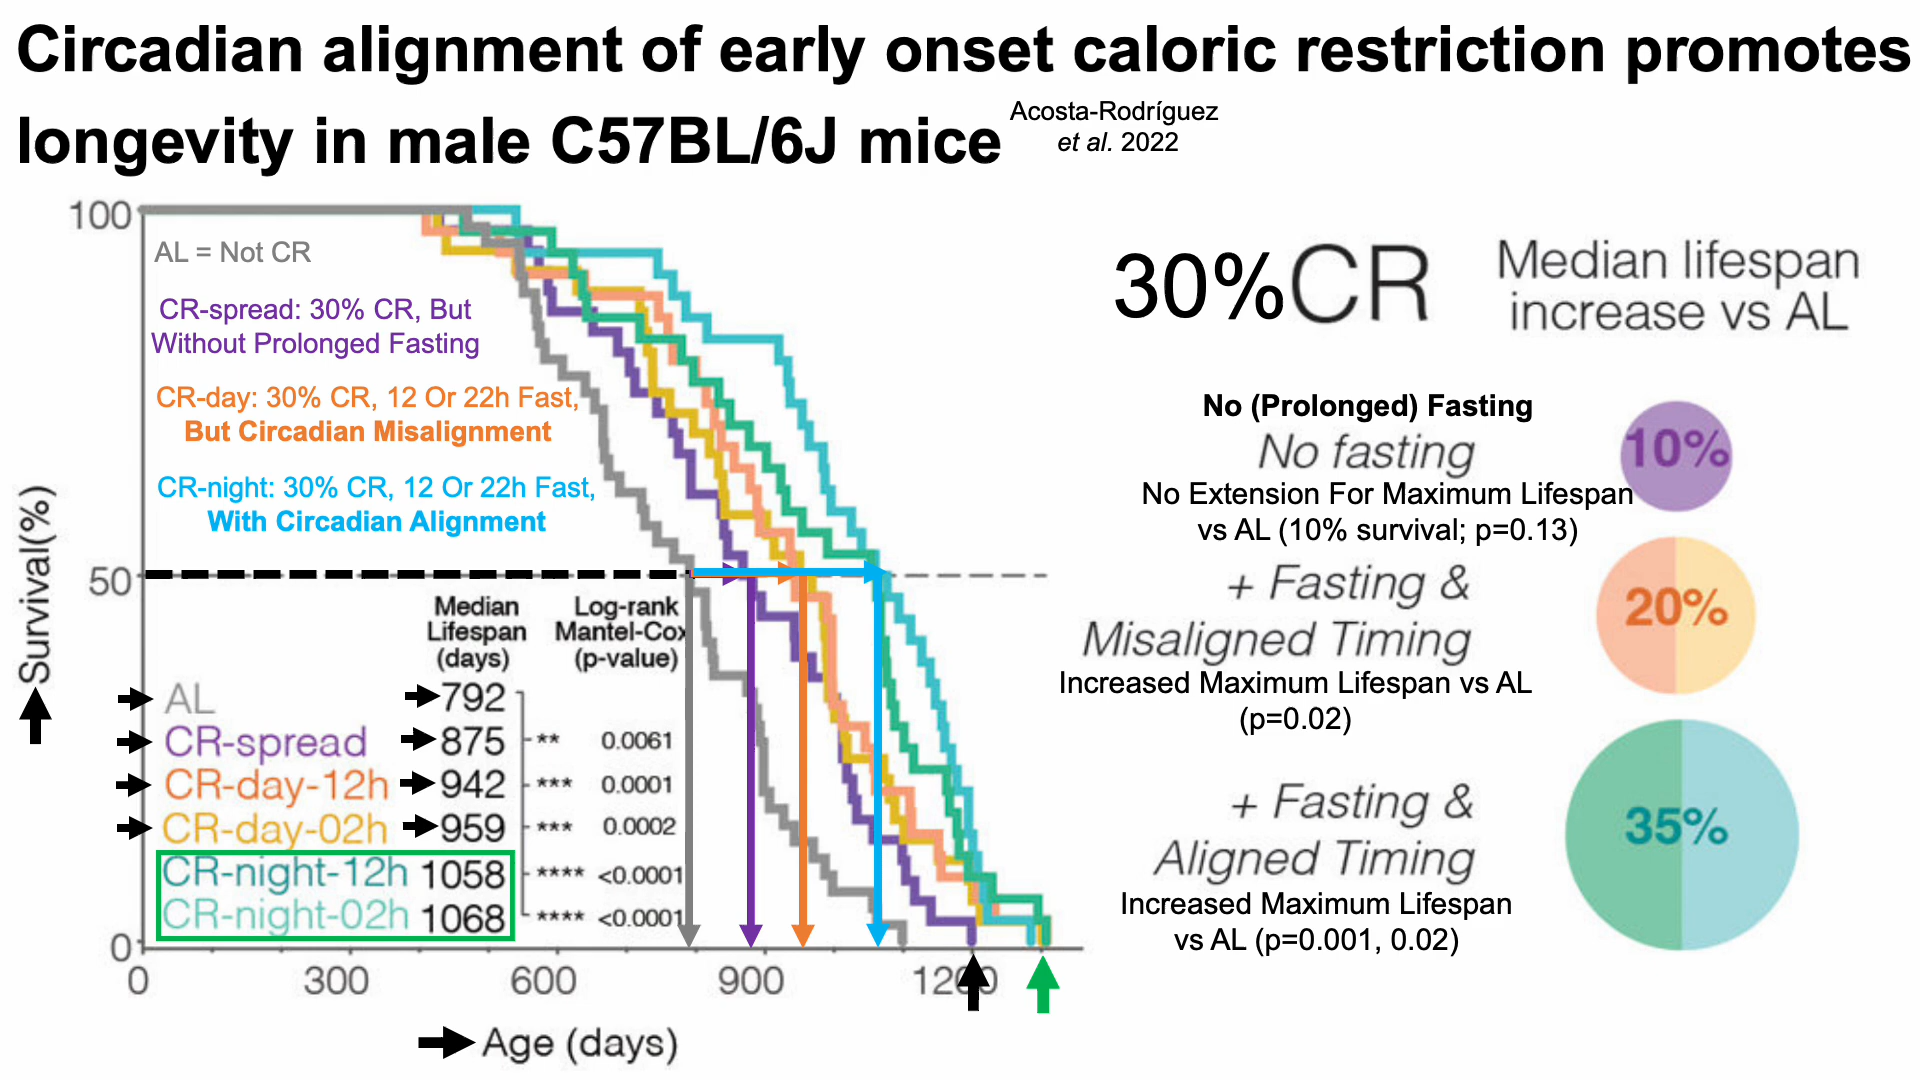 Circadian alignment of early onset caloric restriction promotes
longevity in male C57BL/6J mice
Acosta-Rodríguez
et al. 2022
100
50
0
Survival(%)
AL = Not CR
CR-spread: 30% CR, But
Without Prolonged Fasting
CR-day: 30% CR, 12 Or 22h Fast,
But Circadian Misalignment
CR-night: 30% CR, 12 Or 22h Fast,
With Circadian Alignment
Median
Lifespan
(days)
Log-rank
Mantel-Cox
(p-value)
AL 792
CR-spread 875 ** 0.0061
CR-day-12h 942 *** 0.0001
CR-day-02h 959 *** 0.0002
CR-night-12h 1058 **** <0.0001
CR-night-02h 1068 **** <0.0001
0 300 600 900 1200
Age (days)
30%CR
Median lifespan
increase vs AL
No (Prolonged) Fasting
No fasting
10%
No Extension For Maximum Lifespan
vs AL (10% survival; p=0.13)
+ Fasting &
Misaligned Timing
20%
Increased Maximum Lifespan vs AL
(p=0.02)
+ Fasting &
Aligned Timing
35%
Increased Maximum Lifespan
vs AL (p=0.001, 0.02)